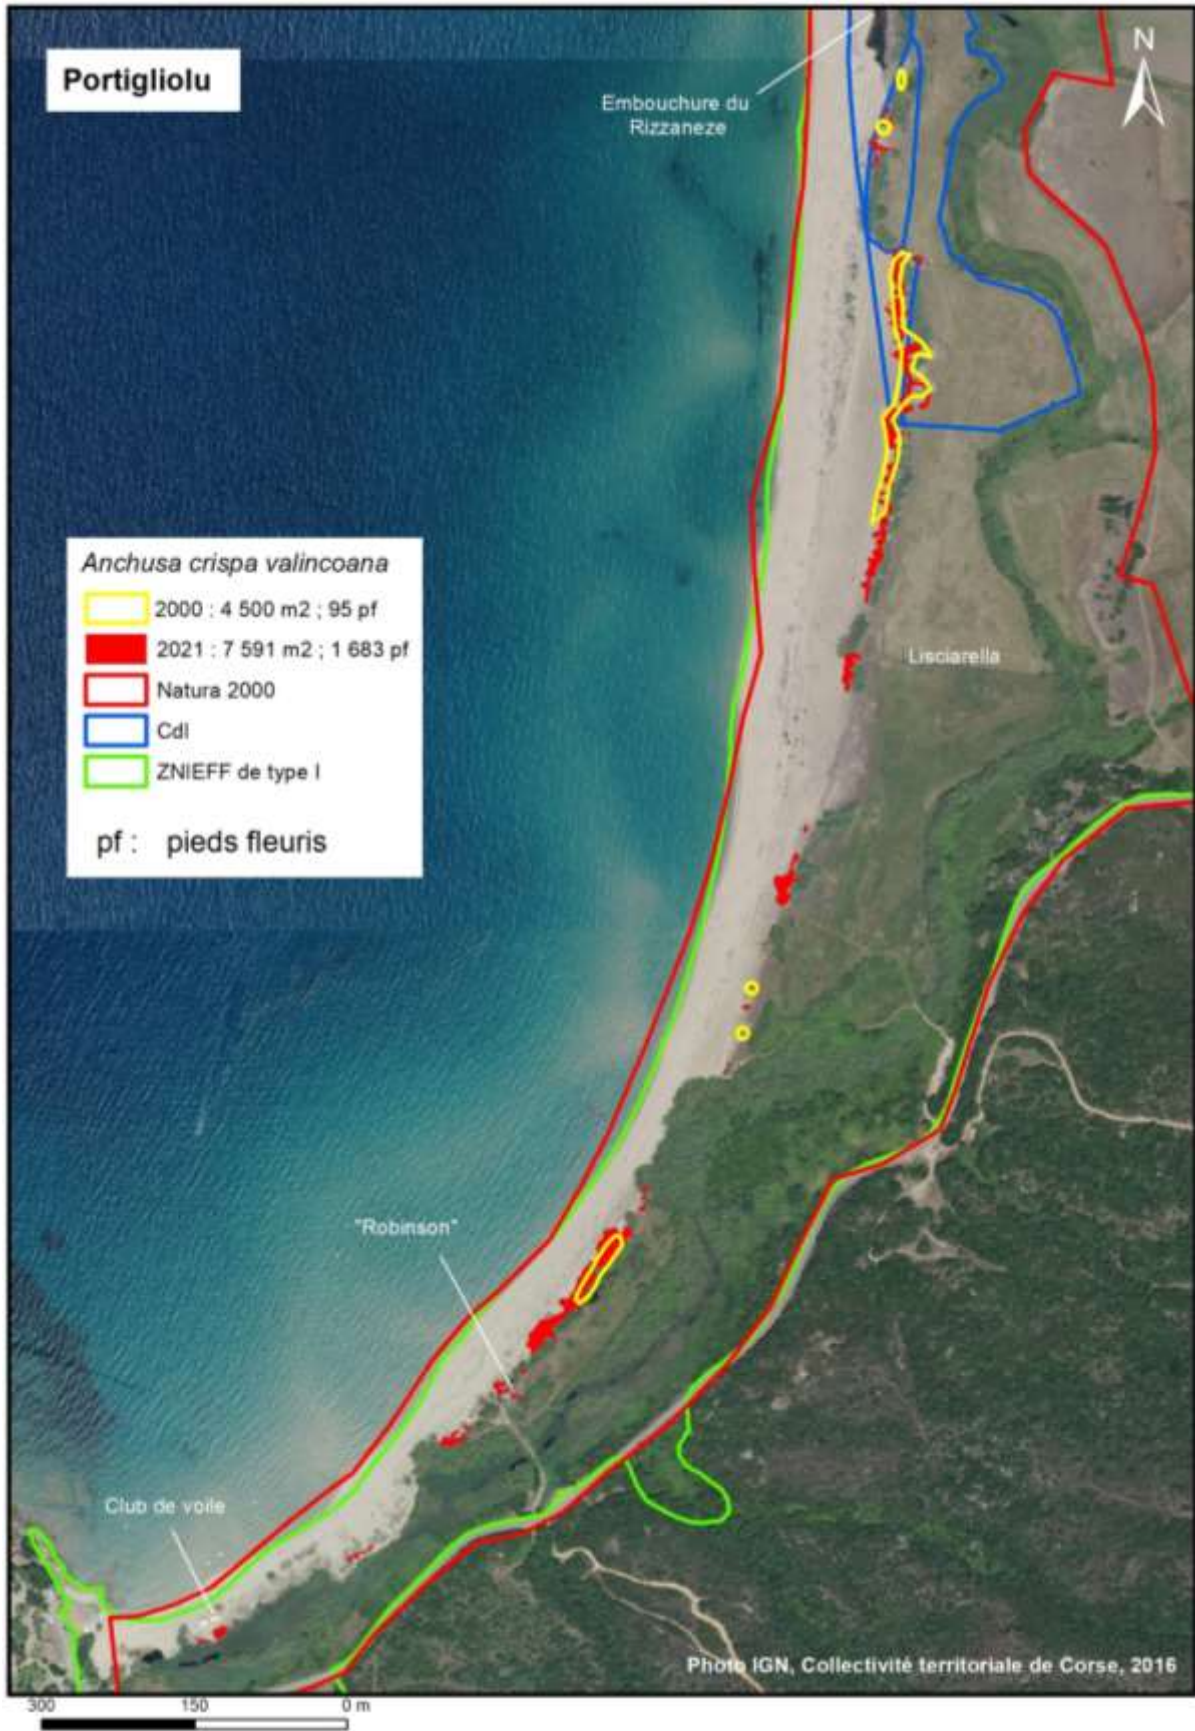 Portigliolu
N
Embouchure du
Rizzaneze
Anchusa crispa valincoana
2000 : 4 500 m2 ; 95 pf
2021 : 7 591 m2 ; 1 683 pf
Natura 2000
Cdl
ZNIEFF de type I
pf : pieds fleuris
Lisciarella
"Robinson"
Club de voile
Photo IGN, Collectivité territoriale de Corse, 2016
300 150 0 m